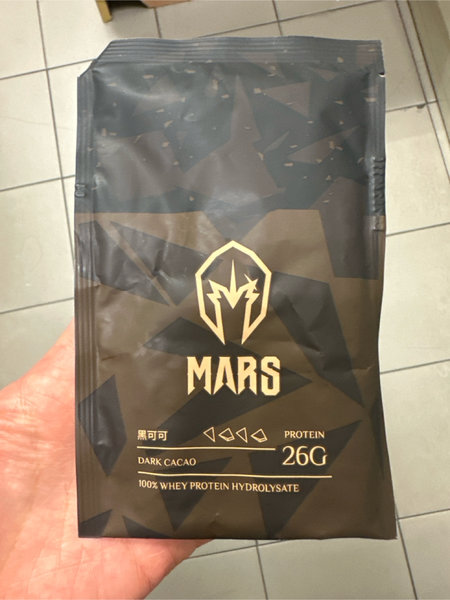 MARS
黑可可
DARK CACAO
PROTEIN
26G
100% WHEY PROTEIN HYDROLYSATE